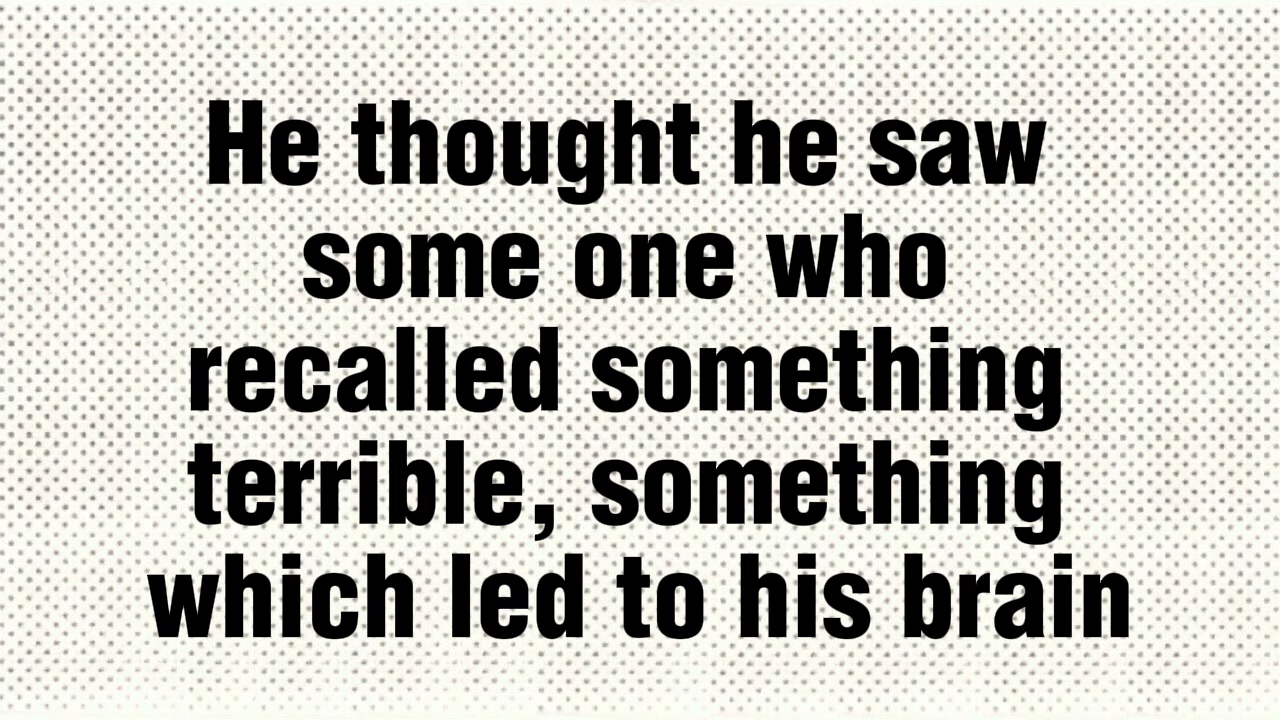 He thought he saw
some one who
recalled something
terrible, something
which led to his brain